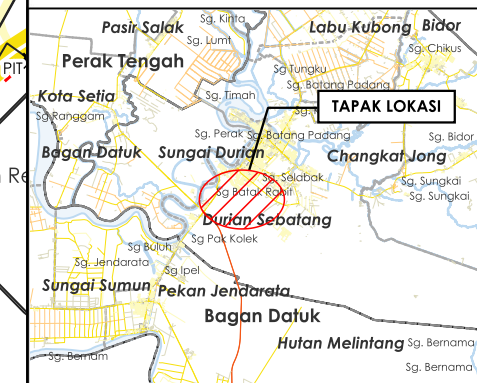 Pasir Salak
Sg. Kinta
Labu Kubong
Bidor
Sg. Lumt
Sg. Chikus
Perak Tengah
PIT
Sg Tungku
Sg. Batang Padang
Kota Setia
Sg. Timah
TAPAK LOKASI
Sg Ranggam
Sg. Perak
Sg Batang Padang
Sg. Bidor
Bagan Datuk
Sungai Durian
Changkat Jong
Sg. Selabak
Sg. Sungkai
Sg Batak Rabit
Sg. Sungkai
Durian Sebatang
Sg Pak Kolek
Sg Buluh
Sg. Jendarata
Sg Ipel
Sungai Sumun
Pekan Jendarata
Bagan Datuk
Hutan Melintang
Sg. Bernama
Sg. Bernam
Sg. Bernama